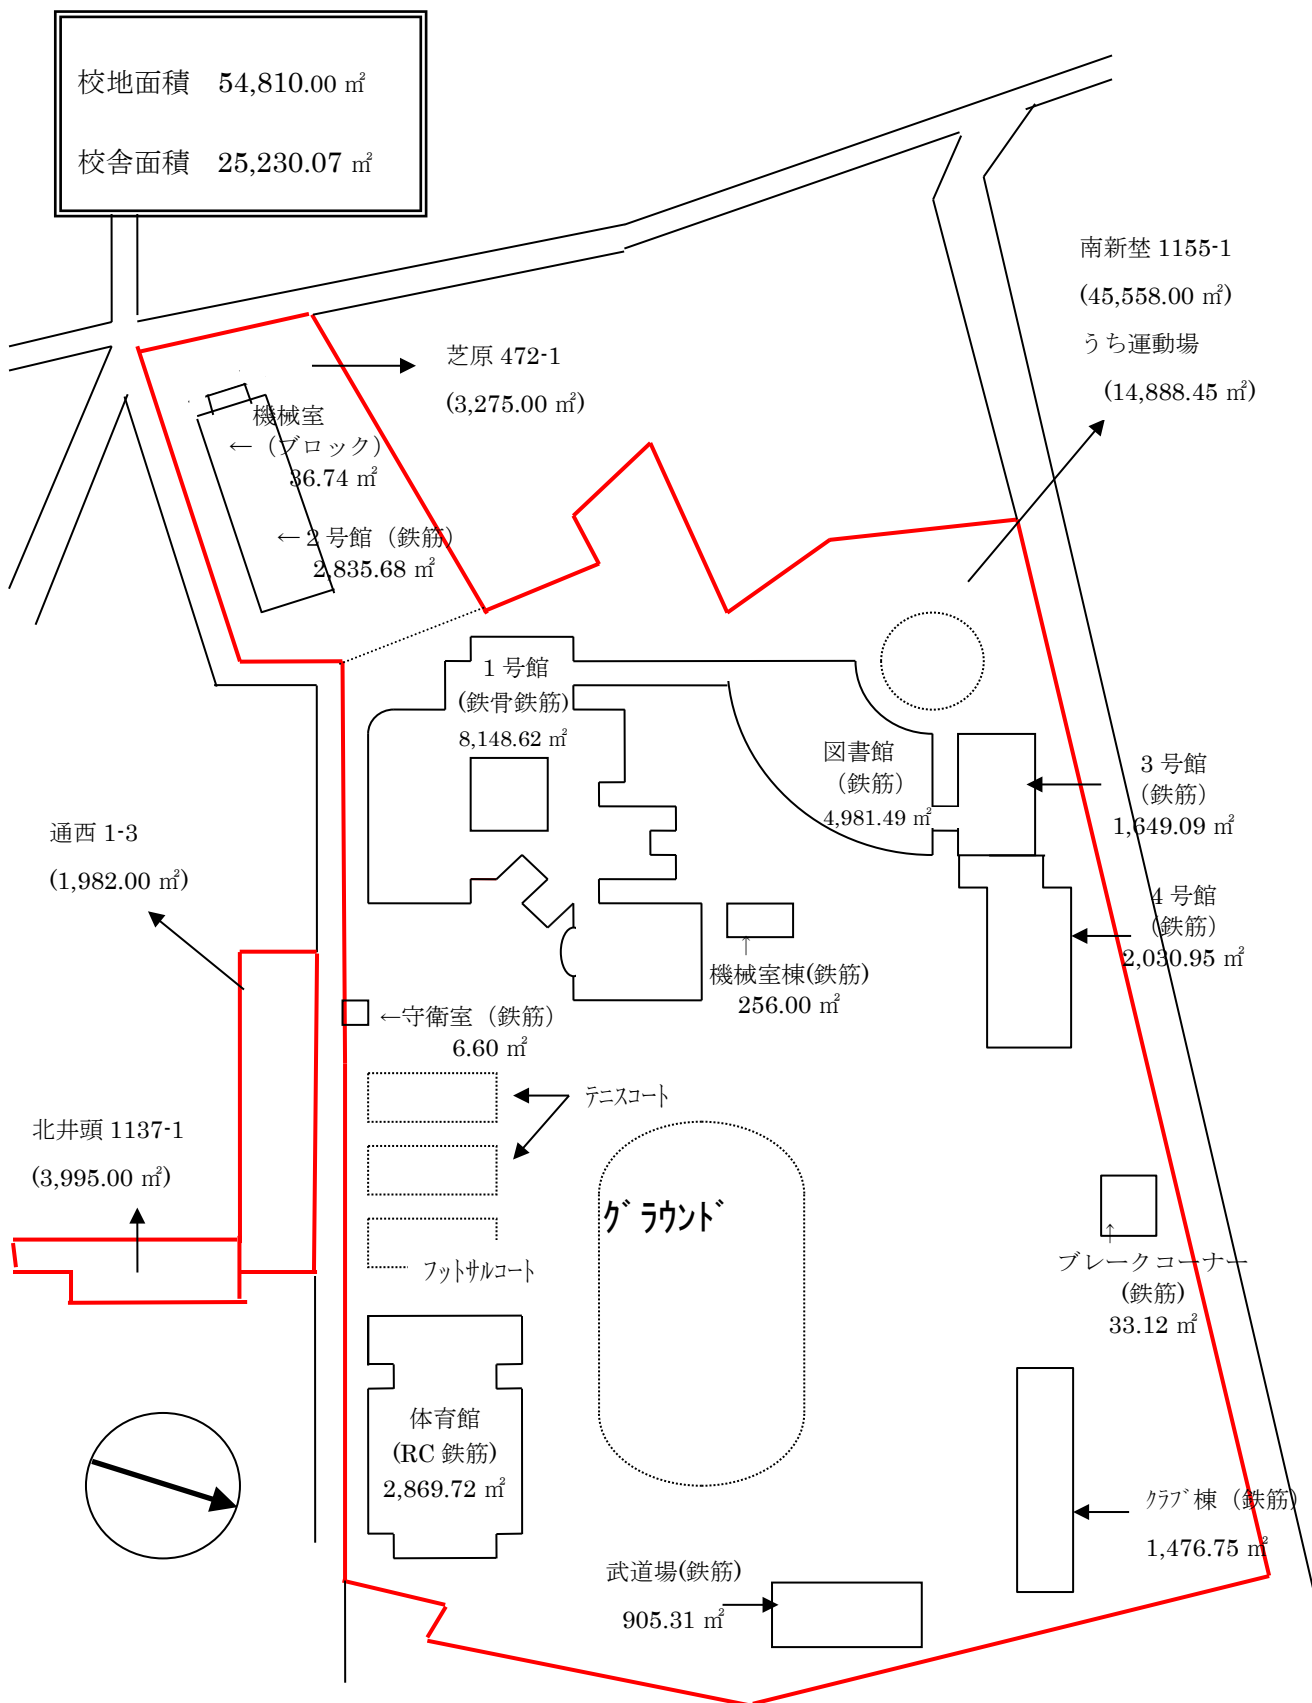 校地面積 54,810.00 ㎡
校舎面積 25,230.07 ㎡
南新埜 1155-1
(45,558.00 ㎡)
うち運動場
(14,888.45 ㎡)
芝原 472-1
(3,275.00 ㎡)
機械室
←（ブロック）
36.74 ㎡
←2 号館（鉄筋）
2,835.68 ㎡
1 号館
(鉄骨鉄筋)
8,148.62 ㎡
図書館
（鉄筋）
4,981.49 ㎡
3 号館
（鉄筋）
1,649.09 ㎡
通西 1-3
(1,982.00 ㎡)
4 号館
（鉄筋）
2,030.95 ㎡
↑
機械室棟(鉄筋)
256.00 ㎡
←守衛室（鉄筋）
6.60 ㎡
ﾃﾆｽｺｰﾄ
北井頭 1137-1
(3,995.00 ㎡)
ｸﾞﾗｳﾝﾄﾞ
ﾌｯﾄｻﾙｺｰﾄ
↑
ブレークコーナー
(鉄筋)
33.12 ㎡
体育館
(RC 鉄筋)
2,869.72 ㎡
ｸﾗﾌﾞ棟（鉄筋）
1,476.75 ㎡
武道場(鉄筋)
905.31 ㎡